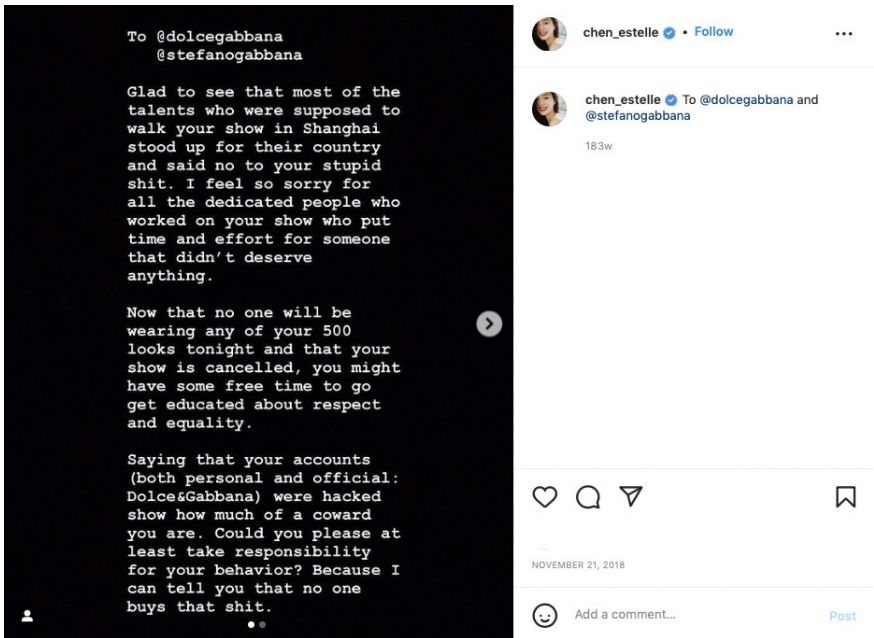 To @dolcegabbana
@stefanogabbana
Glad to see that most of the
talents who were supposed to
walk your show in Shanghai
stood up for their country
and said no to your stupid
shit. I feel so sorry for
all the dedicated people who
worked on your show who put
time and effort for someone
that didn't deserve
anything.
Now that no one will be
wearing any of your 500
looks tonight and that your
show is cancelled, you might
have some free time to go
get educated about respect
and equality.
Saying that your accounts
(both personal and official:
Dolce&Gabbana) were hacked
show how much of a coward
you are. Could you please at
least take responsibility
for your behavior? Because I
can tell you that no one
buys that shit.
chen_estelle • Follow
chen_estelle To @dolcegabbana and
@stefanogabbana
183w
NOVEMBER 21, 2018
Add a comment...
Post